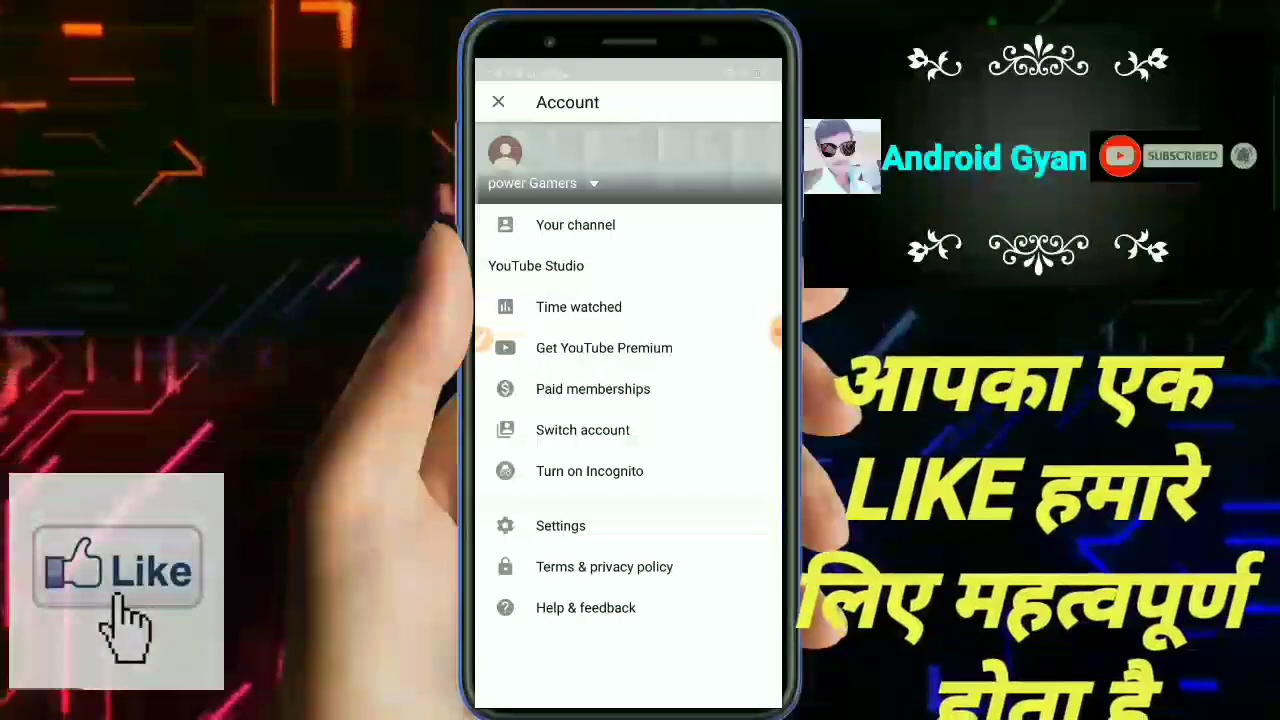 Account
power Gamers
Your channel
YouTube Studio
Time watched
Get YouTube Premium
Paid memberships
Switch account
Turn on Incognito
Settings
Terms & privacy policy
Help & feedback
Android Gyan
SUBSCRIBED
आपका एक
LIKE हमारे
लिए महत्वपूर्ण
होता है
Like